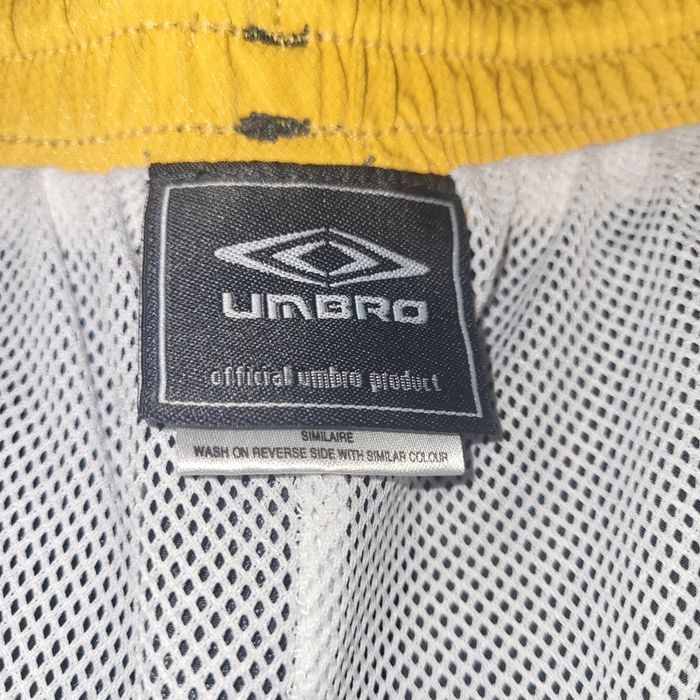 UMBRO
official umbro product
SIMILAIRE
WASH ON REVERSE SIDE WITH SIMILAR COLOUR